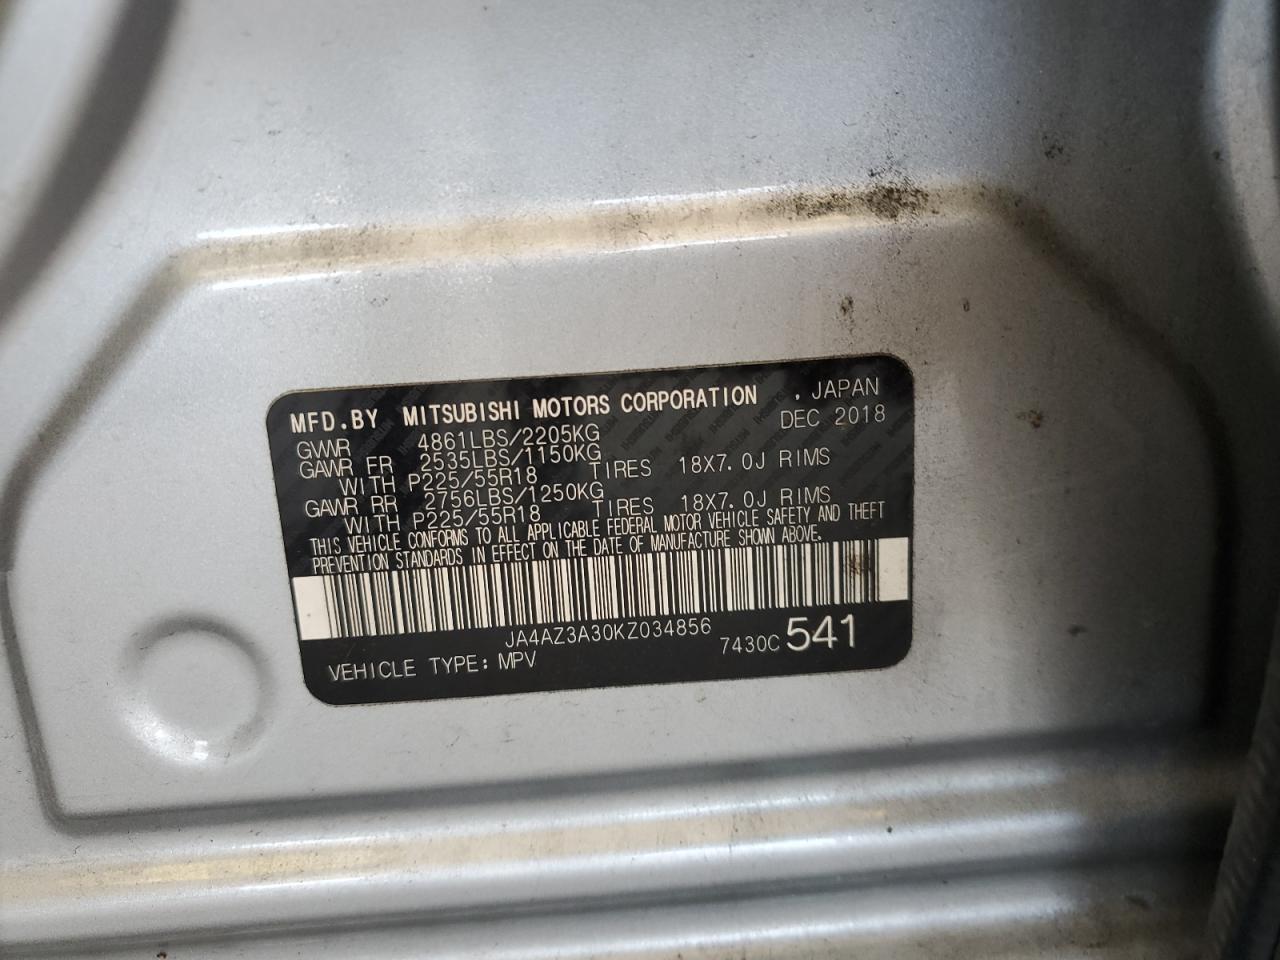 MFD.BY MITSUBISHI MOTORS CORPORATION . JAPAN
GVWR 4861LBS/2205KG DEC 2018
GAWR FR 2535LBS/1150KG
WITH P225/55R18 TIRES 18X7.0J RIMS
GAWR RR 2756LBS/1250KG
WITH P225/55R18 TIRES 18X7.0J RIMS
THIS VEHICLE CONFORMS TO ALL APPLICABLE FEDERAL MOTOR VEHICLE SAFETY AND THEFT
PREVENTION STANDARDS IN EFFECT ON THE DATE OF MANUFACTURE SHOWN ABOVE.
JA4AZ3A30KZ034856
VEHICLE TYPE: MPV 7430C 541